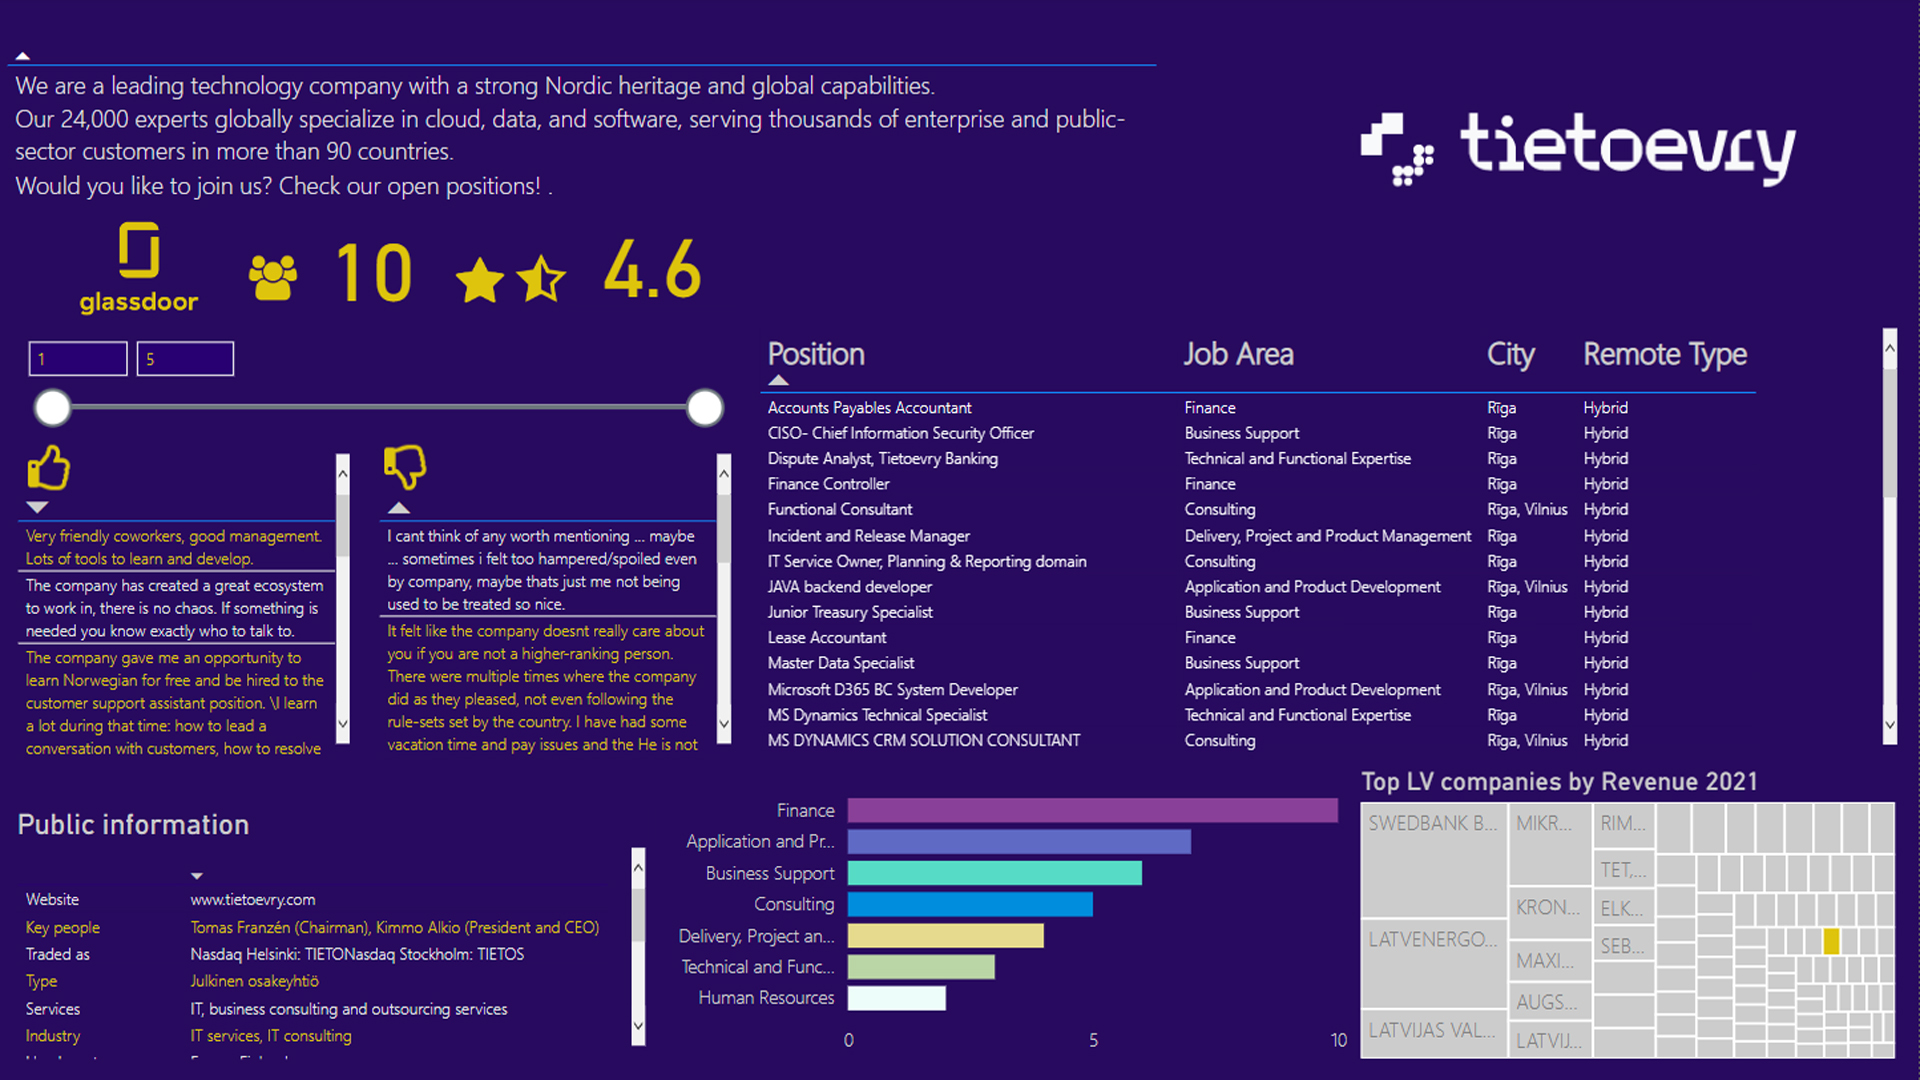 We are a leading technology company with a strong Nordic heritage and global capabilities.
Our 24,000 experts globally specialize in cloud, data, and software, serving thousands of enterprise and public-
sector customers in more than 90 countries.
Would you like to join us? Check our open positions! .
tietoevry
glassdoor
10
4.6
1
5
Very friendly coworkers, good management.
Lots of tools to learn and develop.
The company has created a great ecosystem
to work in, there is no chaos. If something is
needed you know exactly who to talk to.
The company gave me an opportunity to
learn Norwegian for free and be hired to the
customer support assistant position. \I learn
a lot during that time: how to lead a
conversation with customers, how to resolve
I cant think of any worth mentioning ... maybe
... sometimes i felt too hampered/spoiled even
by company, maybe thats just me not being
used to be treated so nice.
It felt like the company doesnt really care about
you if you are not a higher-ranking person.
There were multiple times where the company
did as they pleased, not even following the
rule-sets set by the country. I have had some
vacation time and pay issues and the He is not
Position Job Area City Remote Type
Accounts Payables Accountant Finance Rīga Hybrid
CISO- Chief Information Security Officer Business Support Rīga Hybrid
Dispute Analyst, Tietoevry Banking Technical and Functional Expertise Rīga Hybrid
Finance Controller Finance Rīga Hybrid
Functional Consultant Consulting Rīga, Vilnius Hybrid
Incident and Release Manager Delivery, Project and Product Management Rīga Hybrid
IT Service Owner, Planning & Reporting domain Consulting Rīga Hybrid
JAVA backend developer Application and Product Development Rīga, Vilnius Hybrid
Junior Treasury Specialist Business Support Rīga Hybrid
Lease Accountant Finance Rīga Hybrid
Master Data Specialist Business Support Rīga Hybrid
Microsoft D365 BC System Developer Application and Product Development Rīga, Vilnius Hybrid
MS Dynamics Technical Specialist Technical and Functional Expertise Rīga Hybrid
MS DYNAMICS CRM SOLUTION CONSULTANT Consulting Rīga, Vilnius Hybrid
Public information
Website www.tietoevry.com
Key people Tomas Franzén (Chairman), Kimmo Alkio (President and CEO)
Traded as Nasdaq Helsinki: TIETONasdaq Stockholm: TIETOS
Type Julkinen osakeyhtiö
Services IT, business consulting and outsourcing services
Industry IT services, IT consulting
Finance
Application and Pr...
Business Support
Consulting
Delivery, Project an...
Technical and Func...
Human Resources
0 5 10
Top LV companies by Revenue 2021
SWEDBANK B...
LATVENERGO...
LATVIJAS VAL...
MIKR...
KRON...
MAXI...
AUGS...
LATVIJ...
RIM...
TET,...
ELK...
SEB...